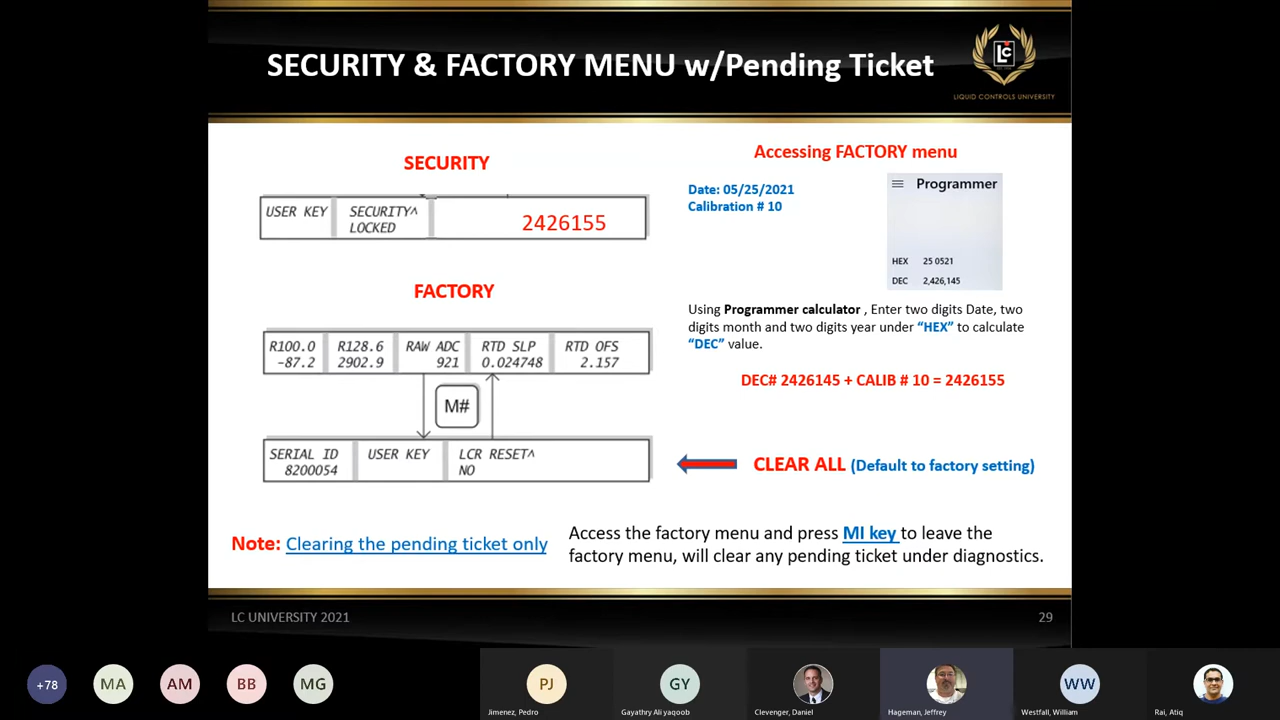 SECURITY & FACTORY MENU w/Pending Ticket
LC
LIQUID CONTROLS UNIVERSITY
SECURITY
USER KEY
SECURITY^
LOCKED
2426155
Accessing FACTORY menu
Date: 05/25/2021
Calibration # 10
Programmer
HEX 25 0521
DEC 2,426,145
FACTORY
R100.0 R128.6 RAW ADC RTD SLP RTD OFS
-87.2 2902.9 921 0.024748 2.157
M#
SERIAL ID USER KEY LCR RESET^
8200054 NO
Using Programmer calculator , Enter two digits Date, two
digits month and two digits year under “HEX” to calculate
“DEC” value.
DEC# 2426145 + CALIB # 10 = 2426155
CLEAR ALL (Default to factory setting)
Note: Clearing the pending ticket only
Access the factory menu and press MI key to leave the
factory menu, will clear any pending ticket under diagnostics.
LC UNIVERSITY 2021
29
+78
MA
AM
BB
MG
PJ
Jimenez, Pedro
GY
Gayathry Ali yaqoob
Clevenger, Daniel
Hageman, Jeffrey
WW
Westfall, William
Rai, Atiq